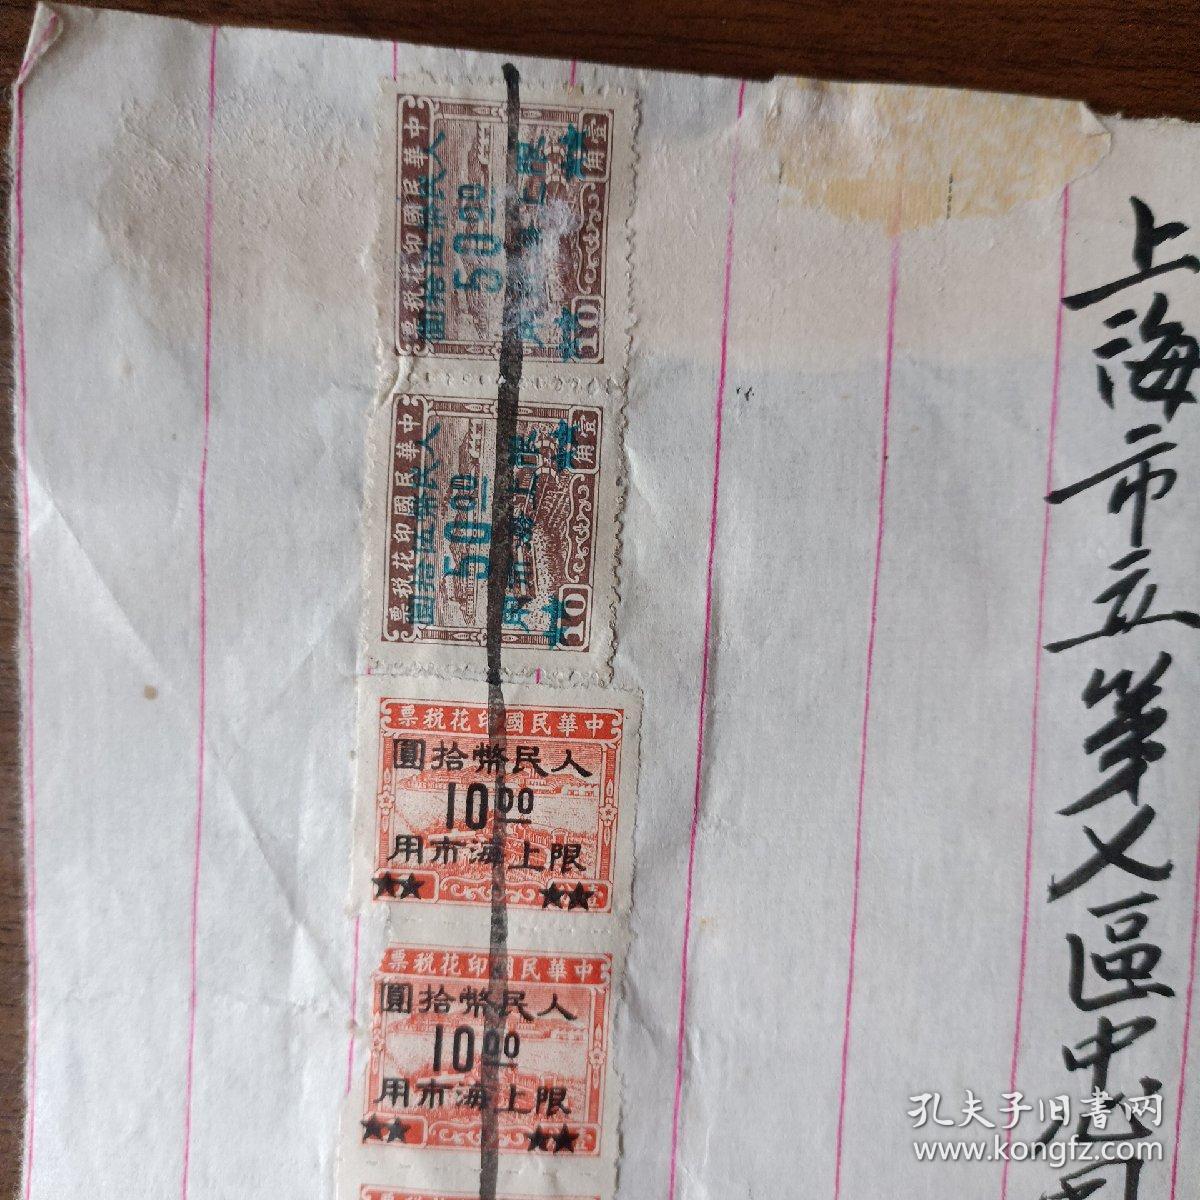 上海市立第七區中心國
中華民國印花稅票
壹角
人民幣伍拾圓
50.00
限上海市用
10
中華民國印花稅票
壹角
人民幣伍拾圓
50.00
限上海市用
10
中華民國印花稅票
人民幣拾圓
10.00
限上海市用
★★ ★★
中華民國印花稅票
人民幣拾圓
10.00
限上海市用
★★ ★★
孔夫子旧书网
www.kongfz.com